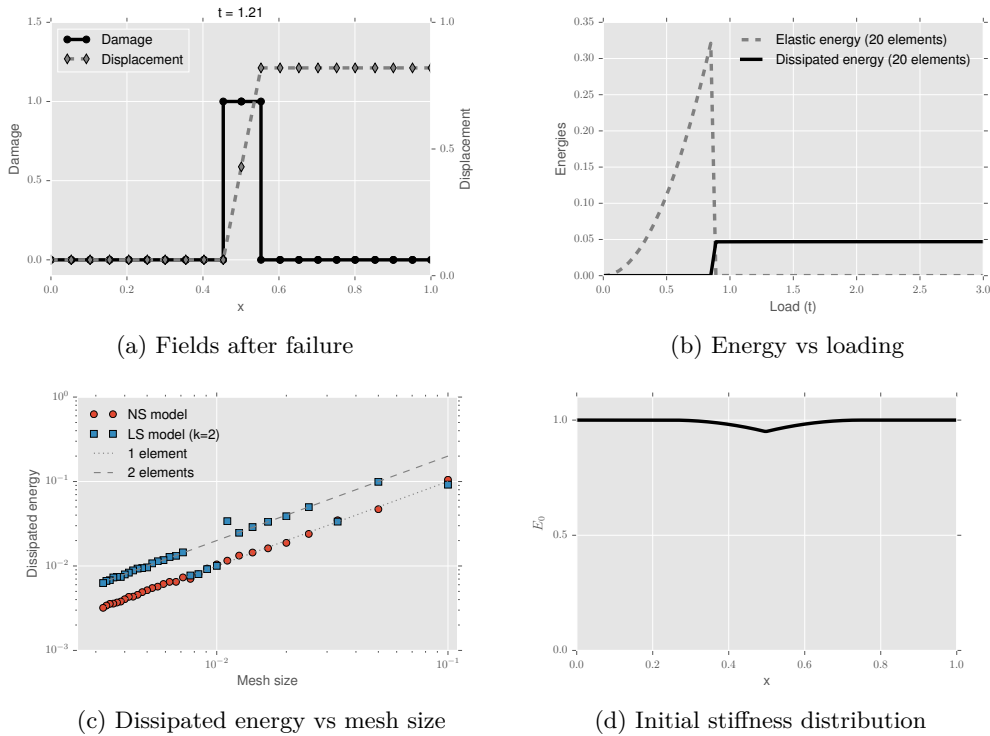 t = 1.21
1.5
1.0
0.5
0.0
Damage
Displacement
1.0
0.5
0.0
0.0 0.2 0.4 0.6 0.8 1.0
x
Damage
Displacement
(a) Fields after failure
0.35
0.30
0.25
0.20
0.15
0.10
0.05
0.00
Elastic energy (20 elements)
Dissipated energy (20 elements)
0.0 0.5 1.0 1.5 2.0 2.5 3.0
Load (t)
Energies
(b) Energy vs loading
10⁰
10⁻¹
10⁻²
10⁻³
NS model
LS model (k=2)
1 element
2 elements
10⁻² 10⁻¹
Mesh size
Dissipated energy
(c) Dissipated energy vs mesh size
1.0
0.5
0.0
0.0 0.2 0.4 0.6 0.8 1.0
x
E₀
(d) Initial stiffness distribution